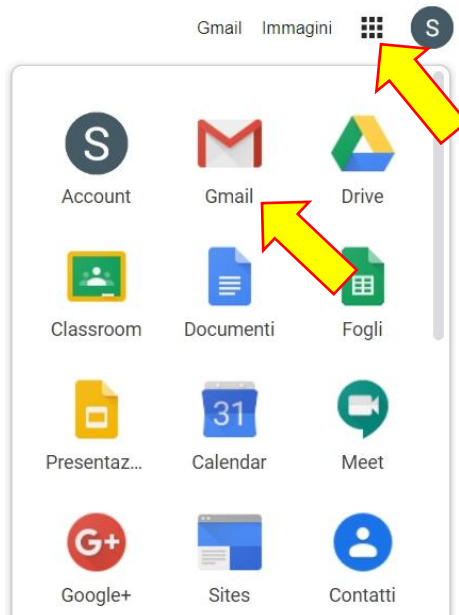 Gmail Immagini S
S
Account Gmail Drive
Classroom Documenti Fogli
31
Presentaz... Calendar Meet
G+
Google+ Sites Contatti